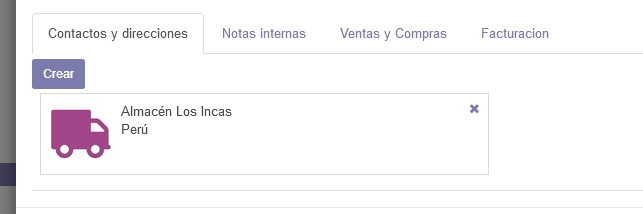 Contactos y direcciones
Notas internas
Ventas y Compras
Facturacion
Crear
Almacén Los Incas
Perú